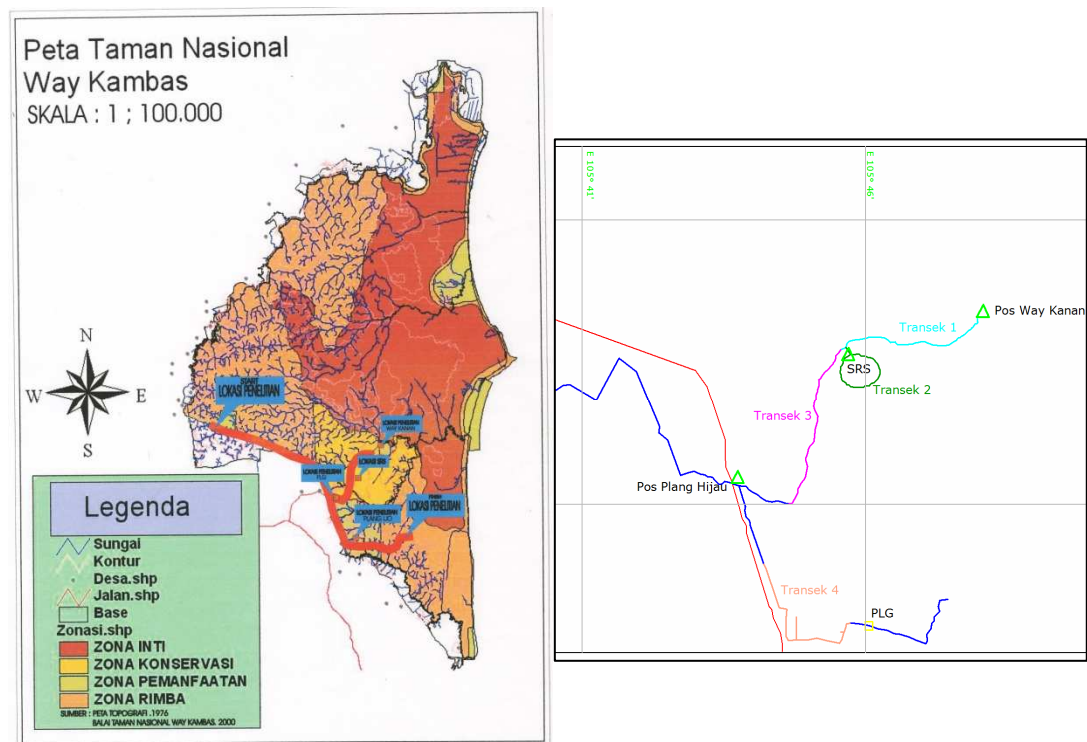 Peta Taman Nasional
Way Kambas
SKALA : 1 ; 100.000
N
W
E
S
START
LOKASI PENELITIAN
LOKASI PENELITIAN
WAY KANAN
LOKASI SRS
LOKASI PENELITIAN
PLG
FINISH
LOKASI PENELITIAN
LOKASI PENELITIAN
PLANG IJO
Legenda
Sungai
Kontur
Desa.shp
Jalan.shp
Base
Zonasi.shp
ZONA INTI
ZONA KONSERVASI
ZONA PEMANFAATAN
ZONA RIMBA
SUMBER : PETA TOPOGRAFI .1976
BALAI TAMAN NASIONAL WAY KAMBAS. 2000
E 105° 41'
E 105° 46'
Pos Way Kanan
Transek 1
SRS
Transek 2
Transek 3
Pos Plang Hijau
Transek 4
PLG